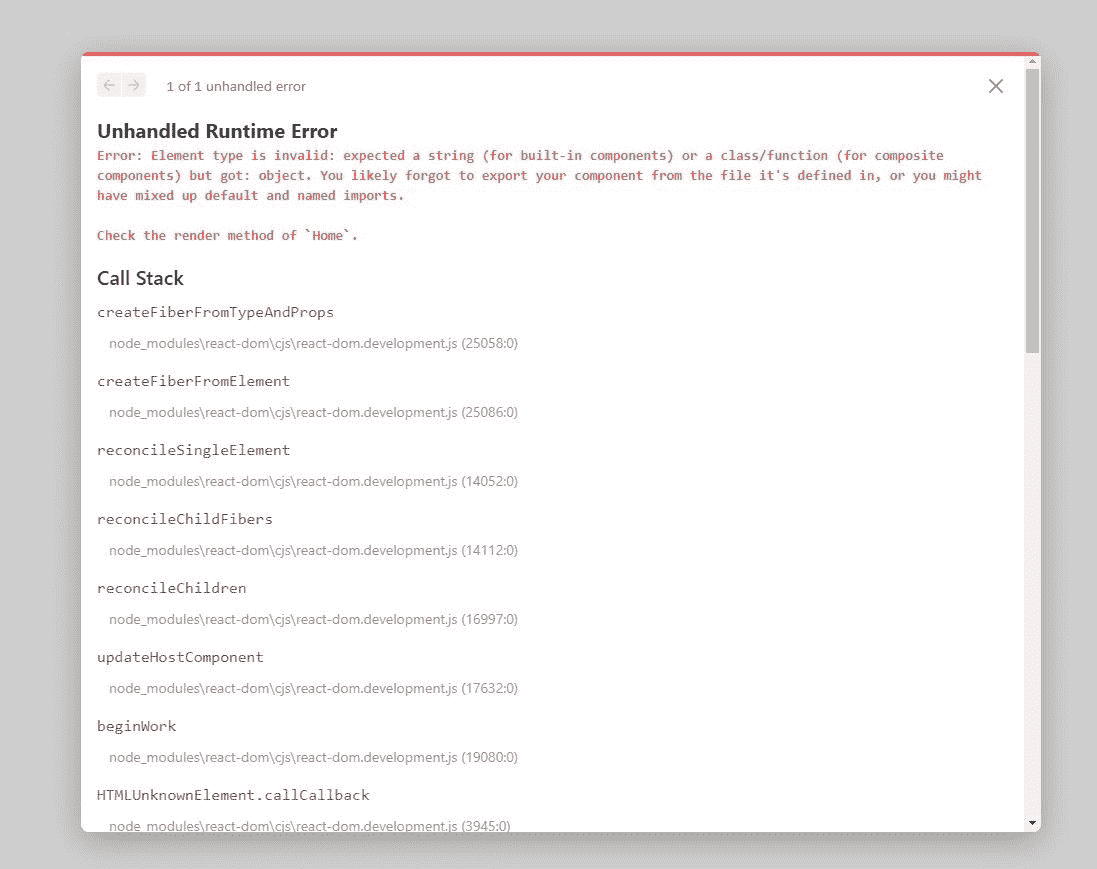 1 of 1 unhandled error
Unhandled Runtime Error
Error: Element type is invalid: expected a string (for built-in components) or a class/function (for composite
components) but got: object. You likely forgot to export your component from the file it's defined in, or you might
have mixed up default and named imports.
Check the render method of `Home`.
Call Stack
createFiberFromTypeAndProps
node_modules\react-dom\cjs\react-dom.development.js (25058:0)
createFiberFromElement
node_modules\react-dom\cjs\react-dom.development.js (25086:0)
reconcileSingleElement
node_modules\react-dom\cjs\react-dom.development.js (14052:0)
reconcileChildFibers
node_modules\react-dom\cjs\react-dom.development.js (14112:0)
reconcileChildren
node_modules\react-dom\cjs\react-dom.development.js (16997:0)
updateHostComponent
node_modules\react-dom\cjs\react-dom.development.js (17632:0)
beginWork
node_modules\react-dom\cjs\react-dom.development.js (19080:0)
HTMLUnknownElement.callCallback
node_modules\react-dom\cjs\react-dom.development.js (3945:0)